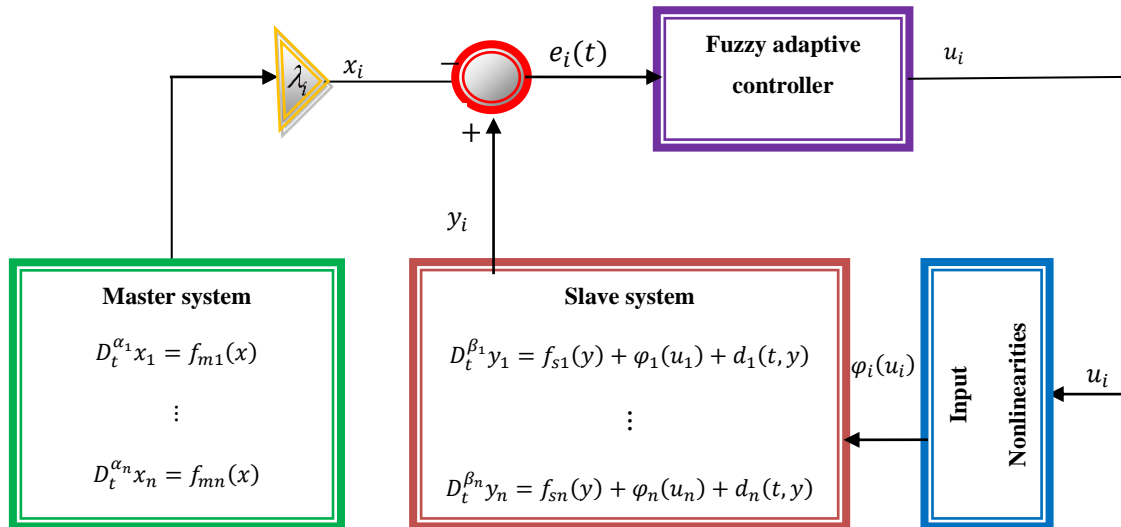 λ_i
x_i
−
+
e_i(t)
Fuzzy adaptive
controller
u_i
y_i
Master system
D_t^{α_1} x_1 = f_{m1}(x)
⋮
D_t^{α_n} x_n = f_{mn}(x)
Slave system
D_t^{β_1} y_1 = f_{s1}(y) + φ_1(u_1) + d_1(t, y)
⋮
D_t^{β_n} y_n = f_{sn}(y) + φ_n(u_n) + d_n(t, y)
φ_i(u_i)
Input
Nonlinearities
u_i